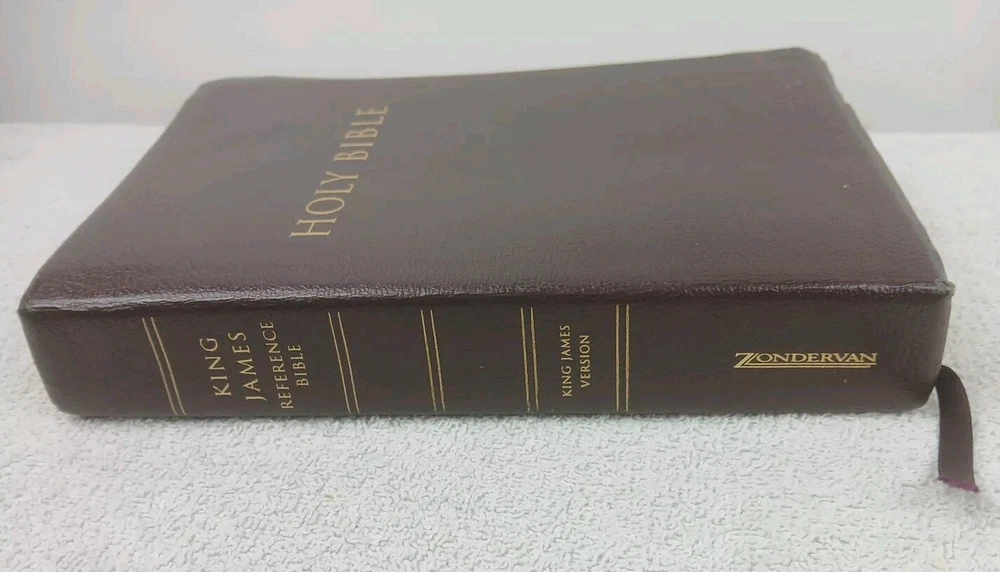 HOLY BIBLE
KING
JAMES
REFERENCE
BIBLE
KING JAMES
VERSION
ZONDERVAN